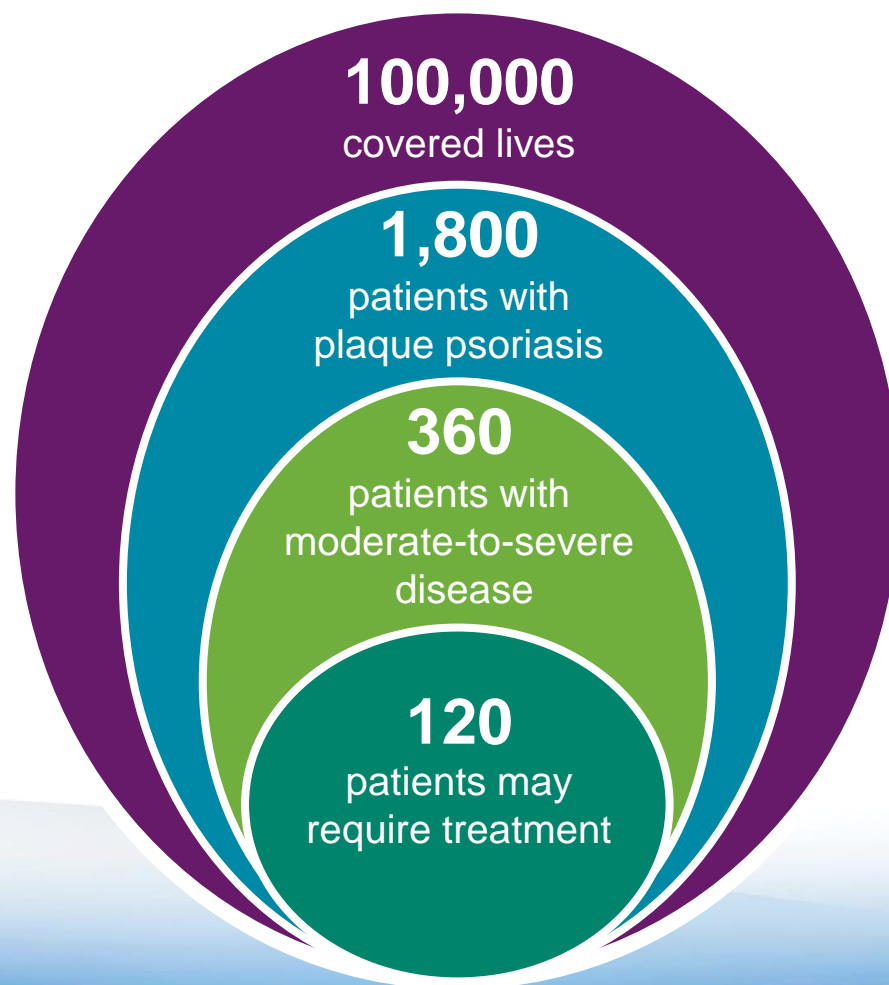 100,000
covered lives
1,800
patients with
plaque psoriasis
360
patients with
moderate-to-severe
disease
120
patients may
require treatment